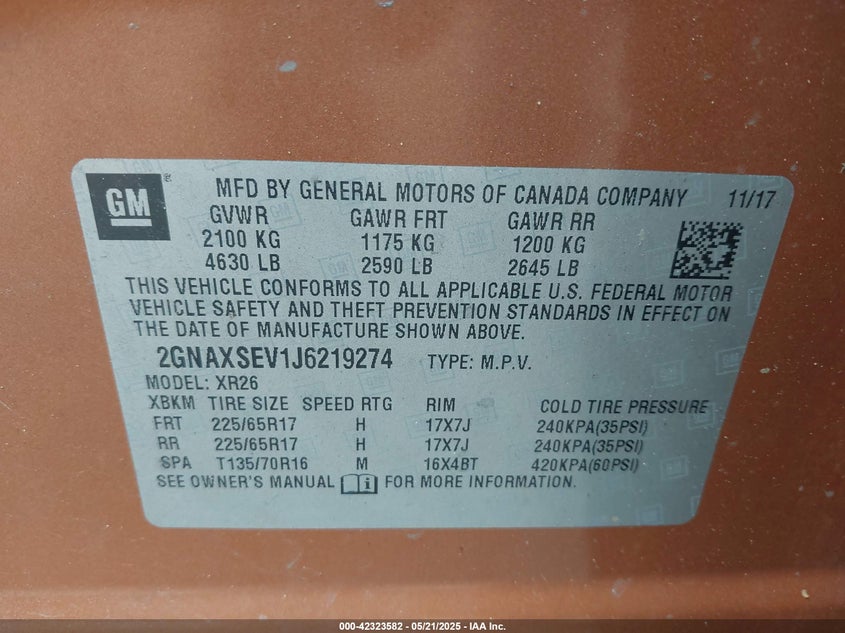 GM ®
MFD BY GENERAL MOTORS OF CANADA COMPANY 11/17
GVWR GAWR FRT GAWR RR
2100 KG 1175 KG 1200 KG
4630 LB 2590 LB 2645 LB
THIS VEHICLE CONFORMS TO ALL APPLICABLE U.S. FEDERAL MOTOR
VEHICLE SAFETY AND THEFT PREVENTION STANDARDS IN EFFECT ON
THE DATE OF MANUFACTURE SHOWN ABOVE.
2GNAXSEV1J6219274 TYPE: M.P.V.
MODEL: XR26
XBKM TIRE SIZE SPEED RTG RIM COLD TIRE PRESSURE
FRT 225/65R17 H 17X7J 240KPA(35PSI)
RR 225/65R17 H 17X7J 240KPA(35PSI)
SPA T135/70R16 M 16X4BT 420KPA(60PSI)
SEE OWNER'S MANUAL i FOR MORE INFORMATION.
000-42323582 - 05/21/2025 - IAA Inc.